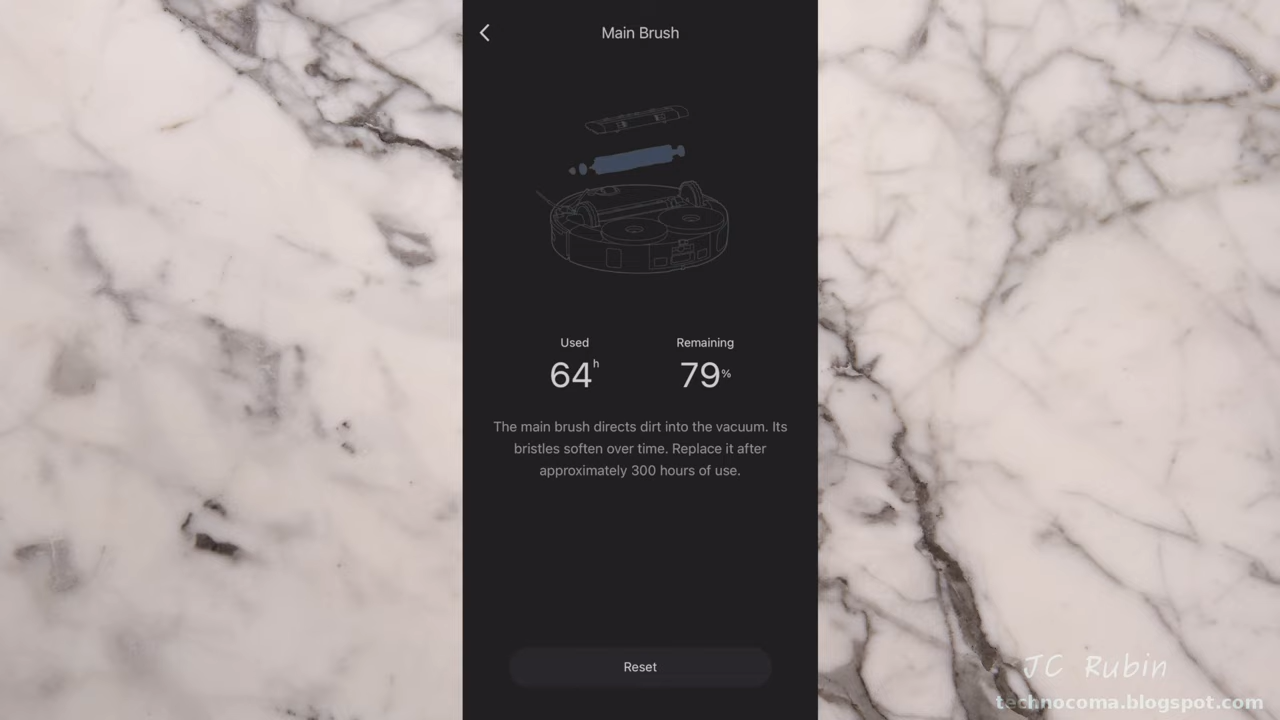 Main Brush
Used
Remaining
64h
79%
The main brush directs dirt into the vacuum. Its
bristles soften over time. Replace it after
approximately 300 hours of use.
Reset
JC Rubin
technocoma.blogspot.com